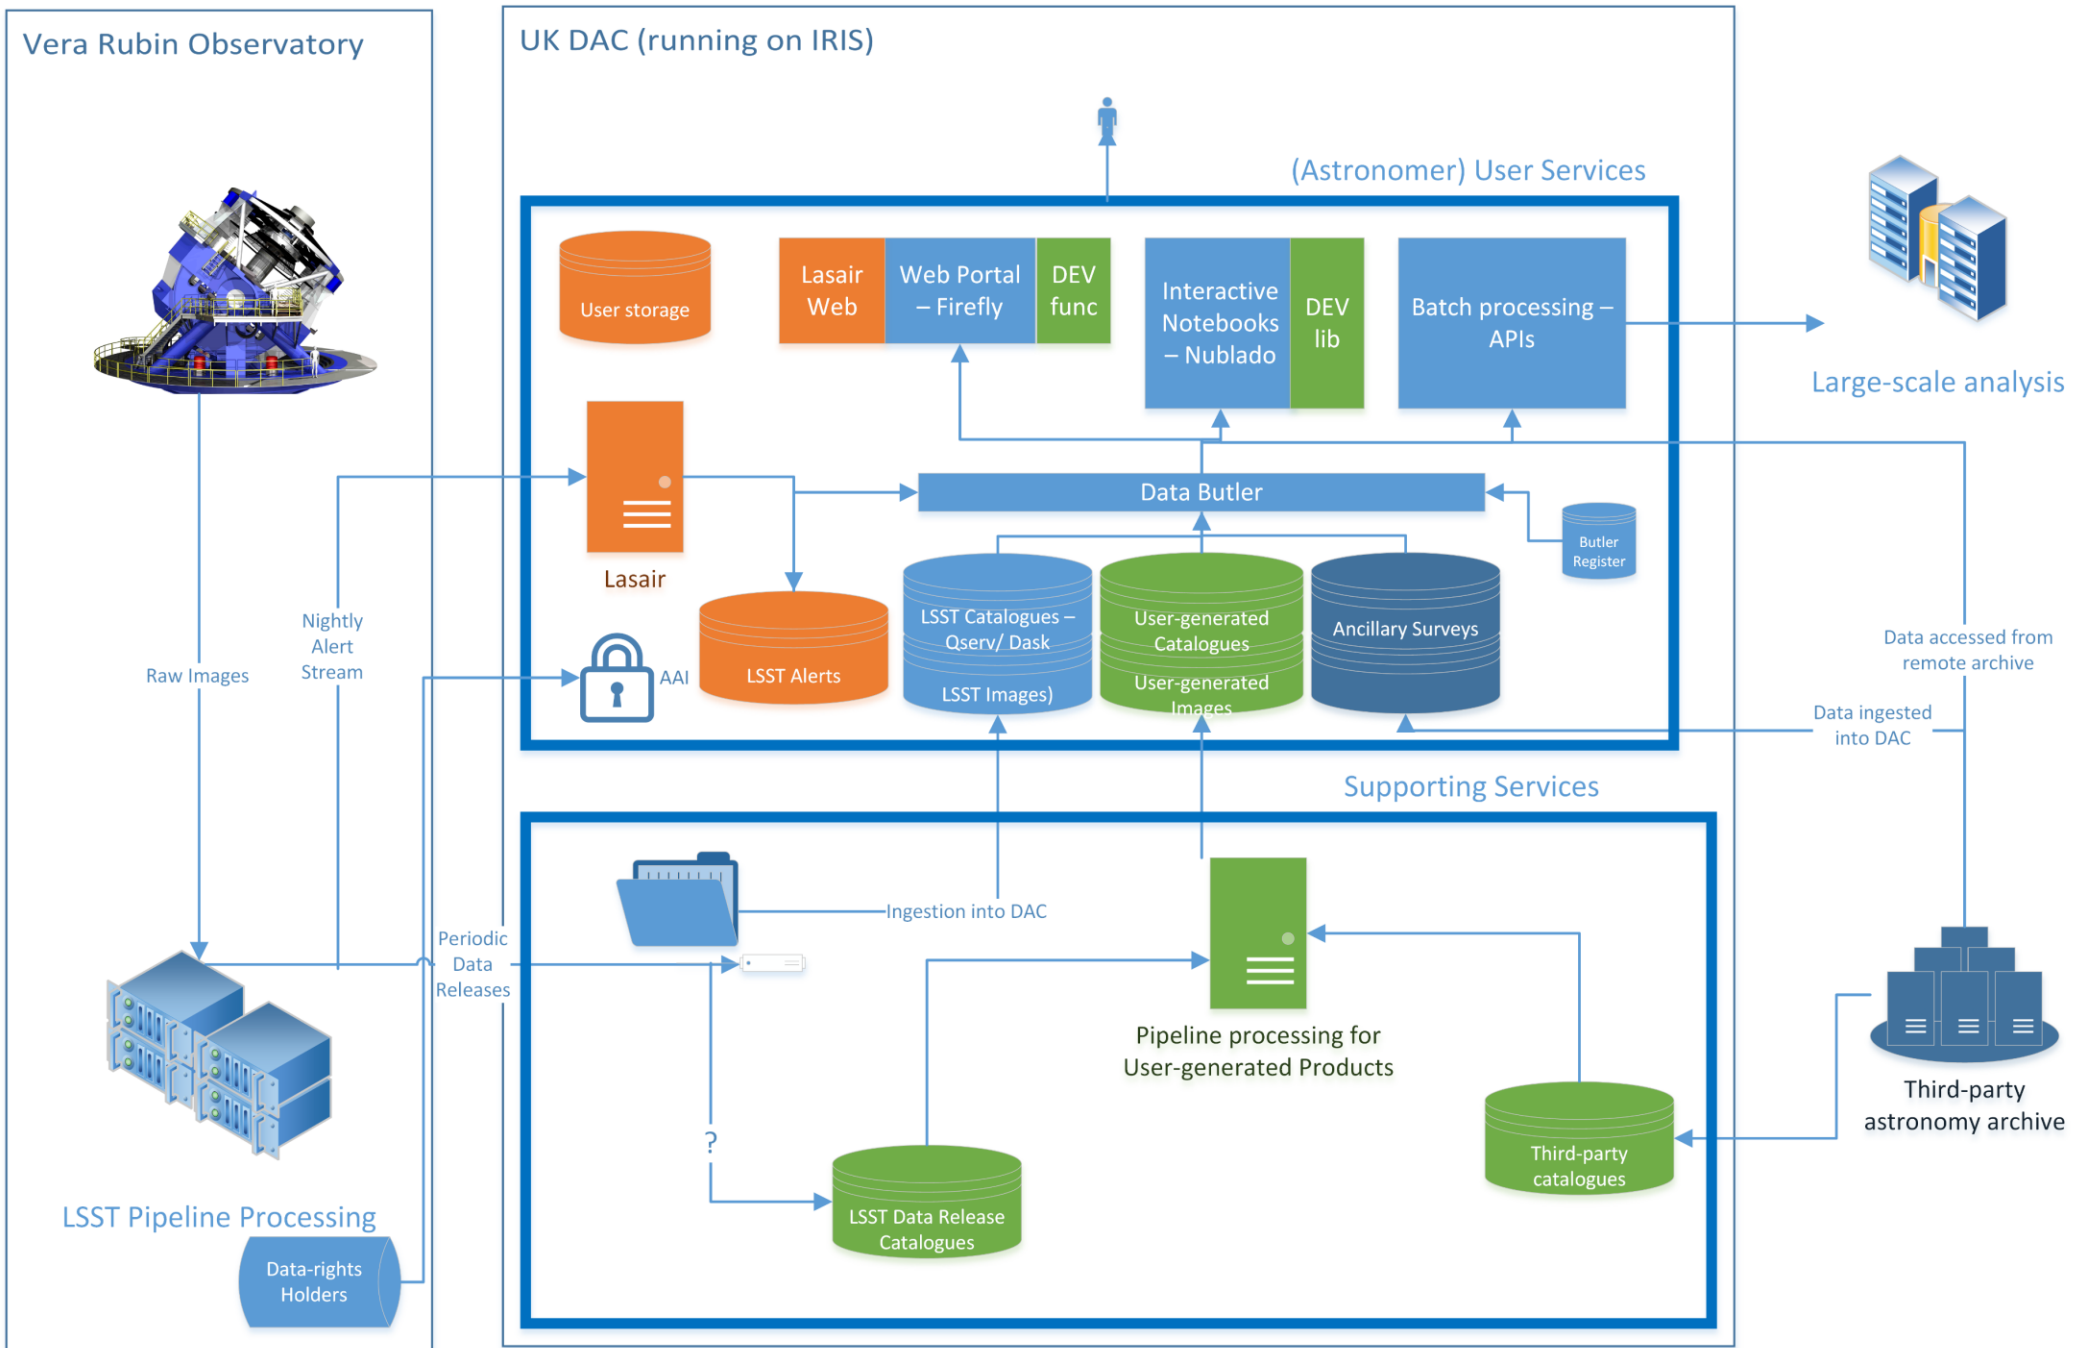 Vera Rubin Observatory
UK DAC (running on IRIS)
(Astronomer) User Services
User storage
Lasair
Web
Web Portal
– Firefly
DEV
func
Interactive
Notebooks
– Nublado
DEV
lib
Batch processing –
APIs
Large-scale analysis
Data Butler
Butler
Register
Lasair
Nightly
Alert
Stream
Raw Images
AAI
LSST Alerts
LSST Catalogues –
Qserv/ Dask
LSST Images)
User-generated
Catalogues
User-generated
Images
Ancillary Surveys
Data accessed from
remote archive
Data ingested
into DAC
Supporting Services
Ingestion into DAC
Periodic
Data
Releases
Pipeline processing for
User-generated Products
?
LSST Data Release
Catalogues
Third-party
catalogues
Third-party
astronomy archive
LSST Pipeline Processing
Data-rights
Holders